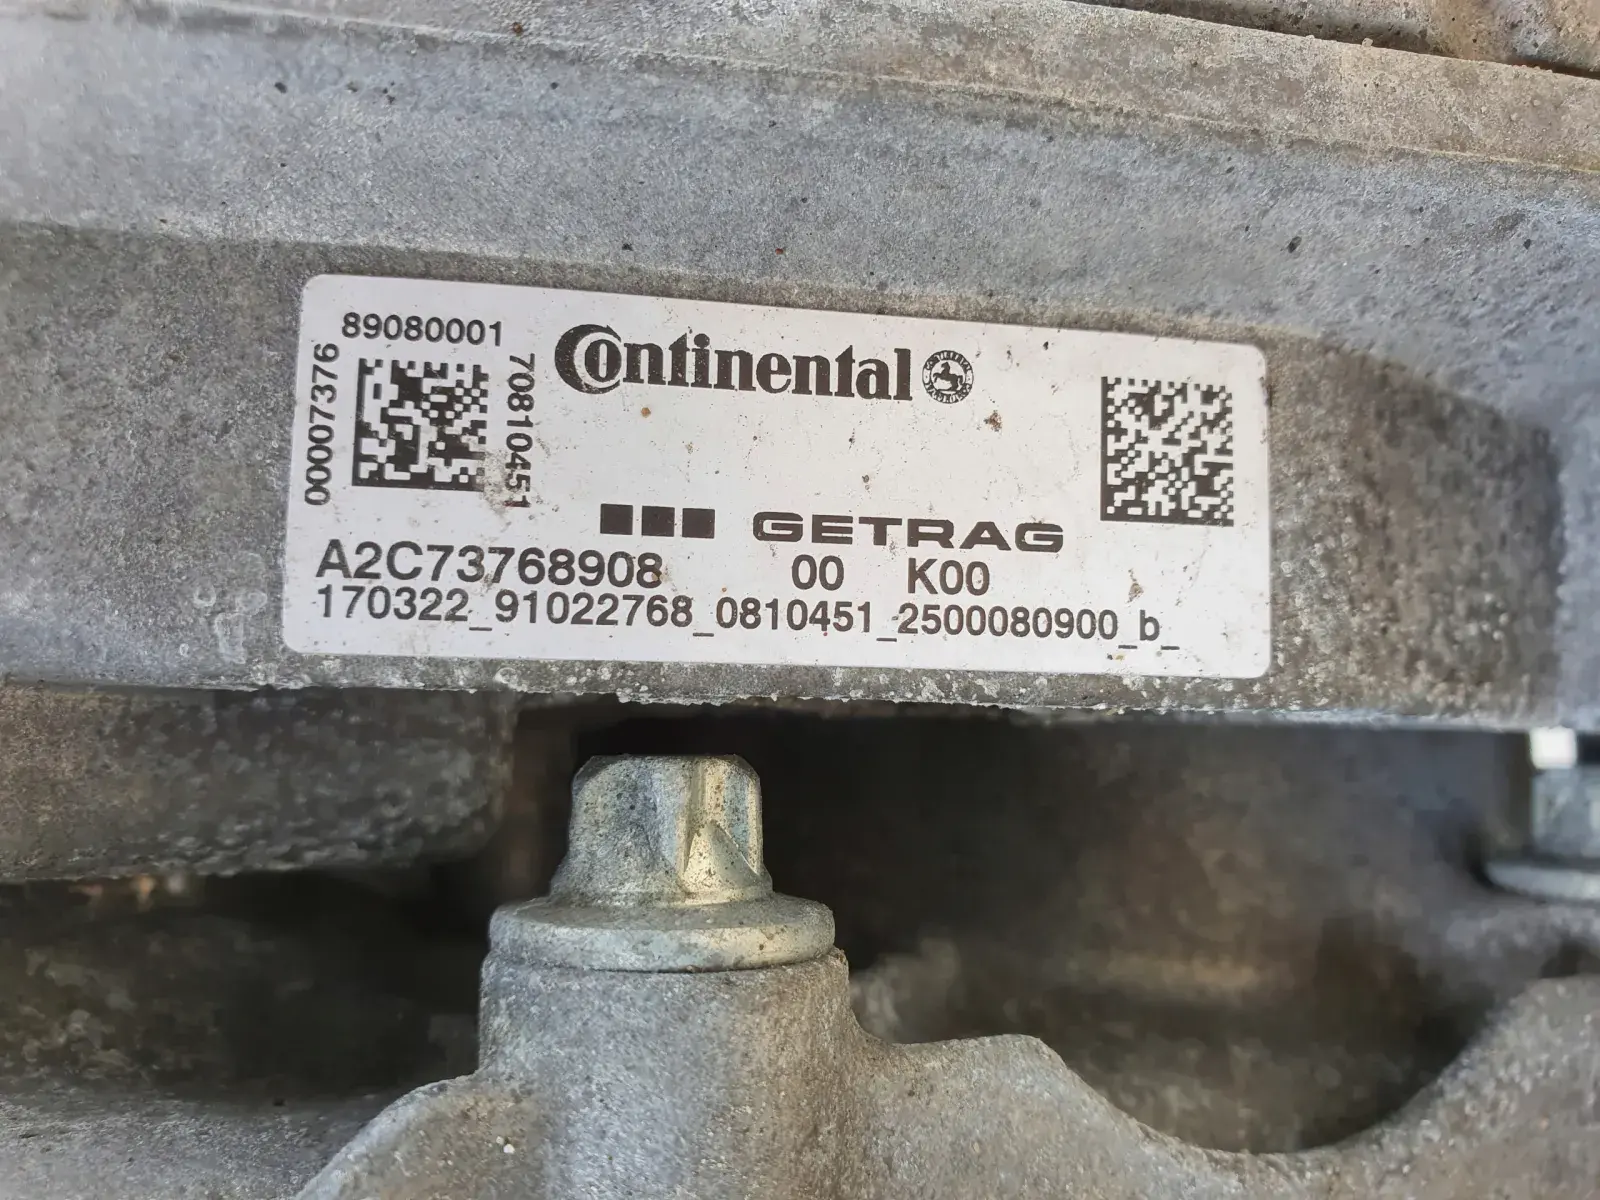 89080001
00007376
70810451
Continental
GETRAG
A2C73768908 00 K00
170322_91022768_0810451_2500080900_b_